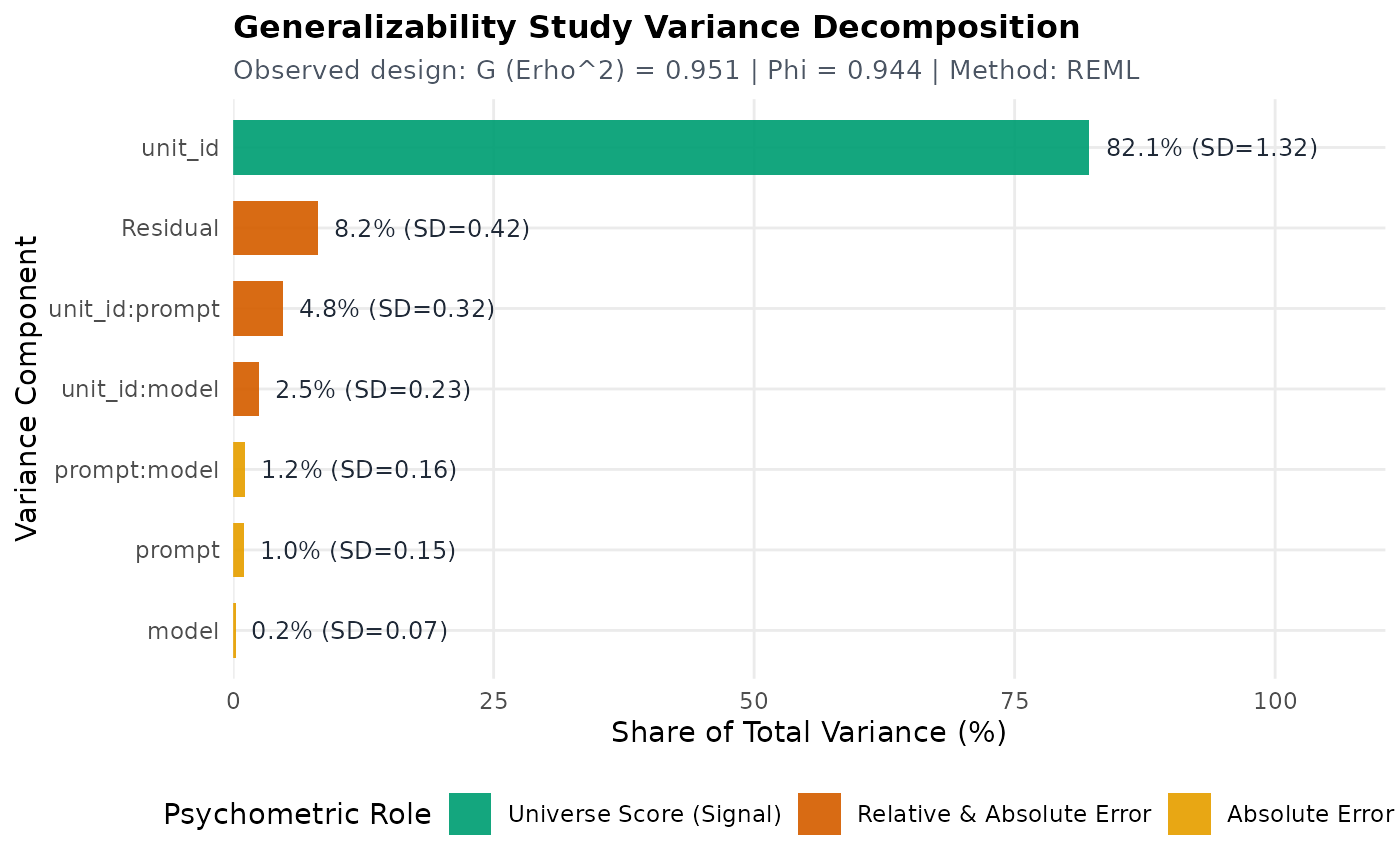 Generalizability Study Variance Decomposition
Observed design: G (Erho^2) = 0.951 | Phi = 0.944 | Method: REML
Variance Component
unit_id
82.1% (SD=1.32)
Residual
8.2% (SD=0.42)
unit_id:prompt
4.8% (SD=0.32)
unit_id:model
2.5% (SD=0.23)
prompt:model
1.2% (SD=0.16)
prompt
1.0% (SD=0.15)
model
0.2% (SD=0.07)
0 25 50 75 100
Share of Total Variance (%)
Psychometric Role Universe Score (Signal) Relative & Absolute Error Absolute Error